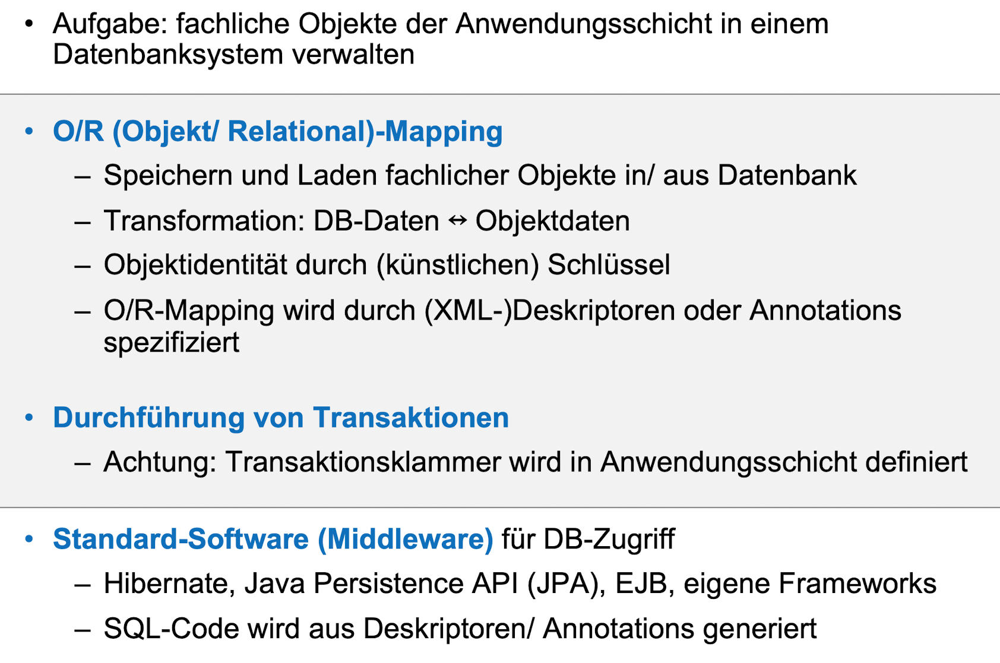 • Aufgabe: fachliche Objekte der Anwendungsschicht in einem
Datenbanksystem verwalten
• O/R (Objekt/ Relational)-Mapping
– Speichern und Laden fachlicher Objekte in/ aus Datenbank
– Transformation: DB-Daten ↔ Objektdaten
– Objektidentität durch (künstlichen) Schlüssel
– O/R-Mapping wird durch (XML-)Deskriptoren oder Annotations
spezifiziert
• Durchführung von Transaktionen
– Achtung: Transaktionsklammer wird in Anwendungsschicht definiert
• Standard-Software (Middleware) für DB-Zugriff
– Hibernate, Java Persistence API (JPA), EJB, eigene Frameworks
– SQL-Code wird aus Deskriptoren/ Annotations generiert